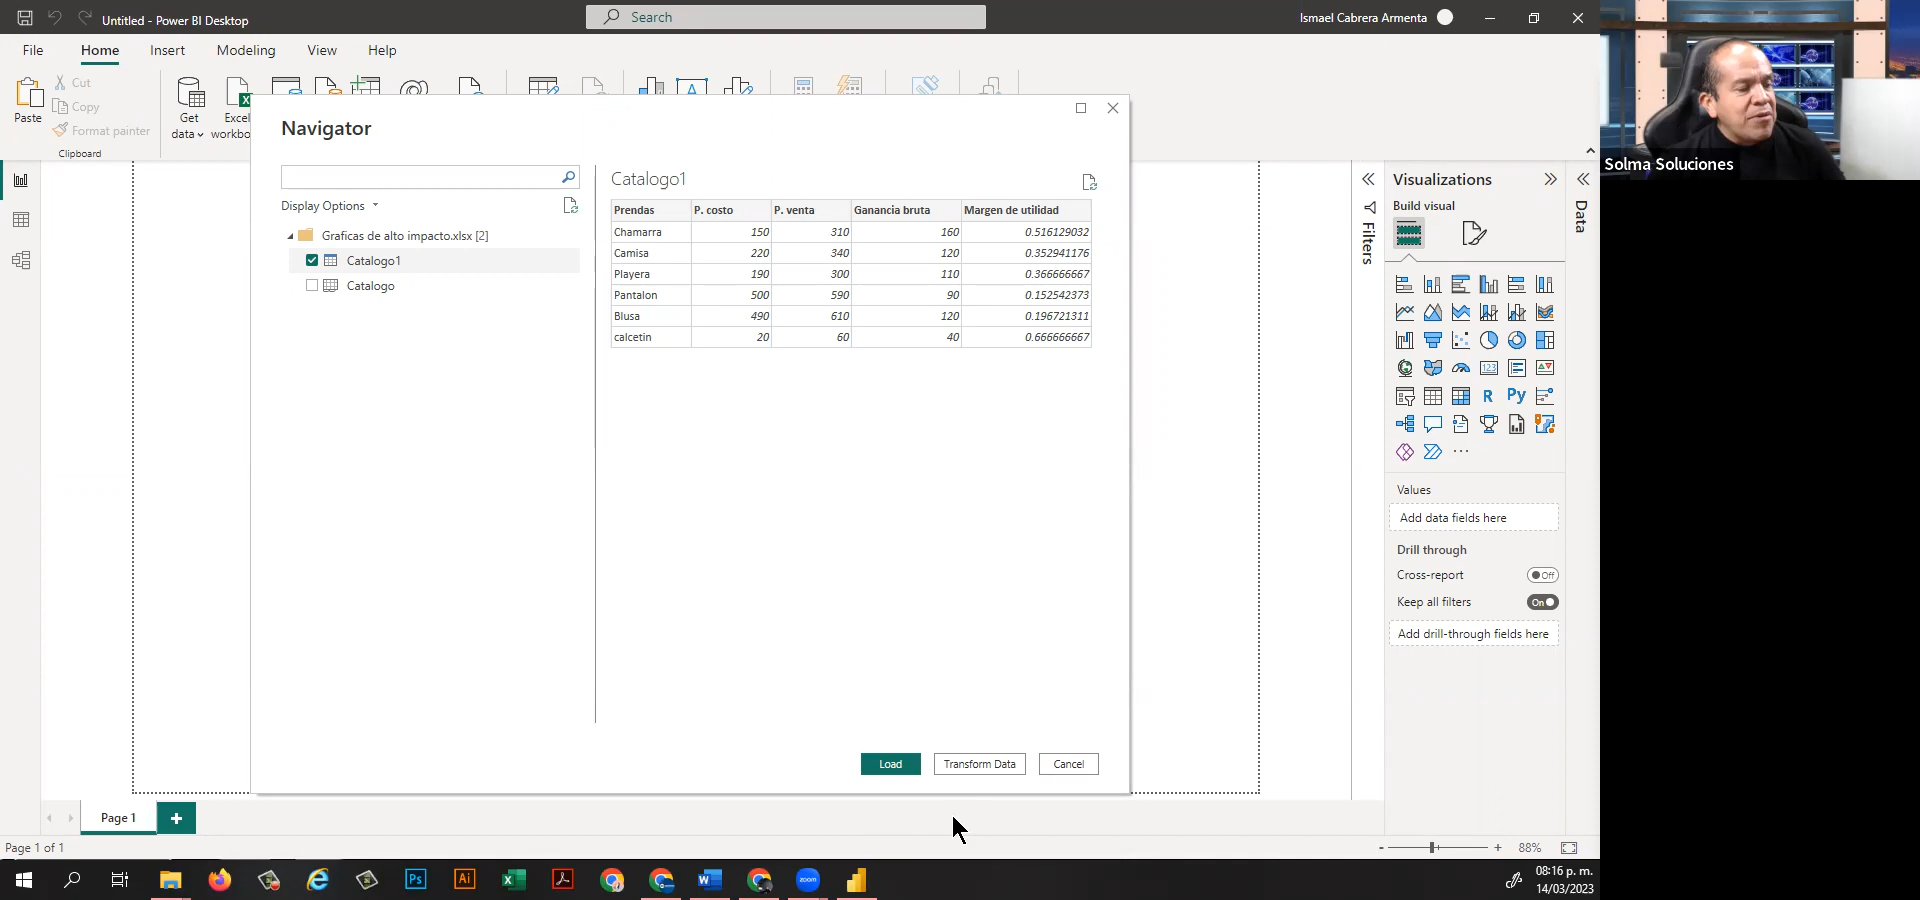 Untitled - Power BI Desktop
Search
Ismael Cabrera Armenta
Solma Soluciones
File Home Insert Modeling View Help
Paste
Cut
Copy
Format painter
Clipboard
Get data
Excel
workbo
Navigator
Display Options
Graficas de alto impacto.xlsx [2]
Catalogo1
Catalogo
Catalogo1
Prendas P. costo P. venta Ganancia bruta Margen de utilidad
Chamarra 150 310 160 0.516129032
Camisa 220 340 120 0.352941176
Playera 190 300 110 0.366666667
Pantalon 500 590 90 0.152542373
Blusa 490 610 120 0.196721311
calcetin 20 60 40 0.666666667
Load Transform Data Cancel
Filters
Visualizations
Build visual
123
R Py
Values
Add data fields here
Drill through
Cross-report Off
Keep all filters On
Add drill-through fields here
Data
Page 1
Page 1 of 1
- + 88%
Ps Ai zoom
08:16 p. m.
14/03/2023